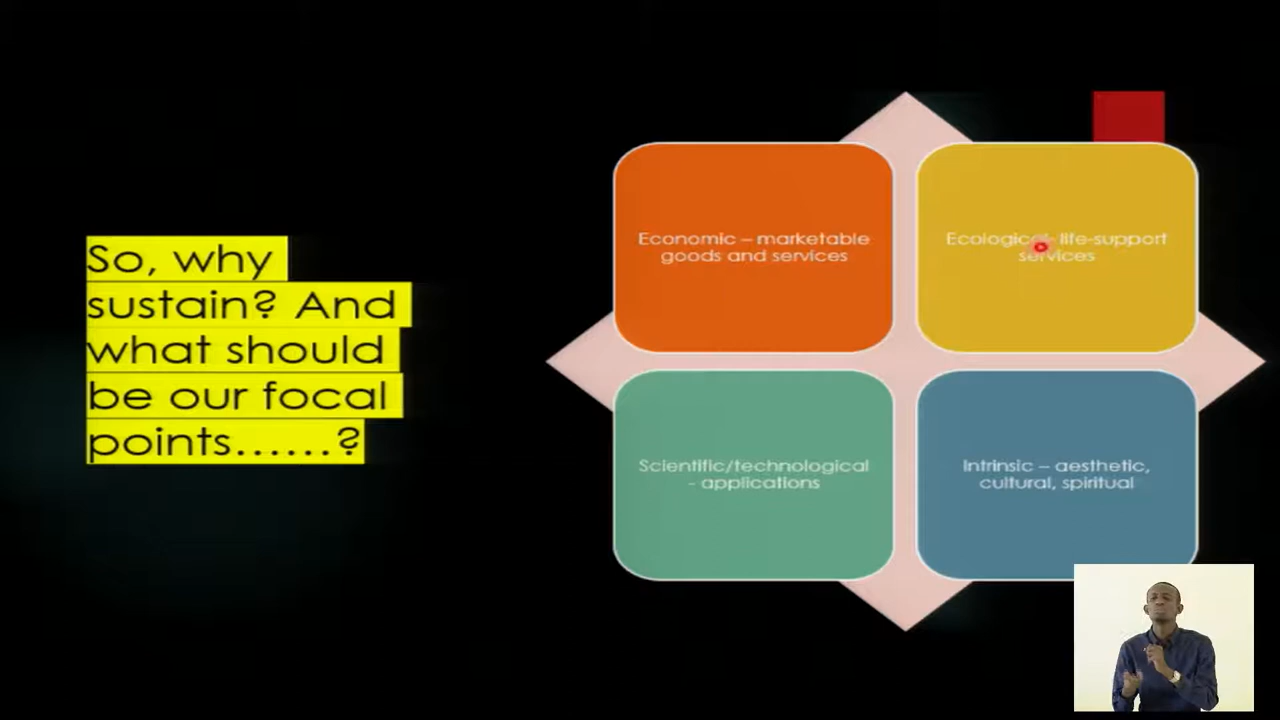 So, why
sustain? And
what should
be our focal
points......?
Economic – marketable
goods and services
Ecological- life-support
services
Scientific/technological
- applications
Intrinsic – aesthetic,
cultural, spiritual